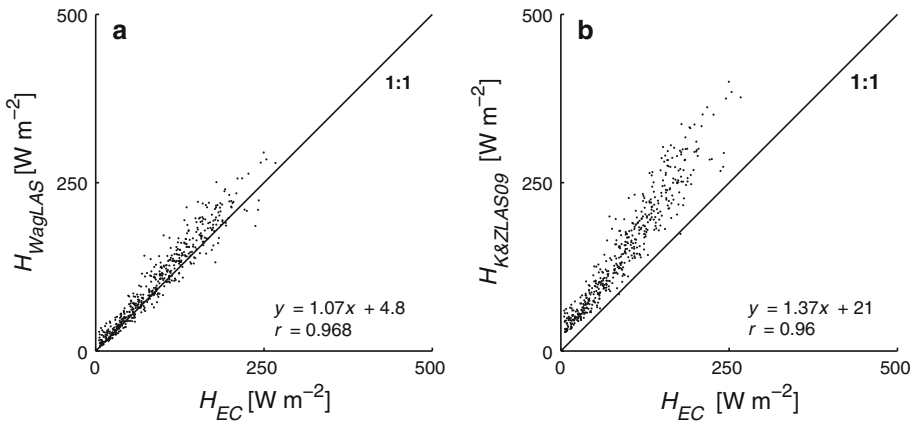 a
H_WagLAS [W m⁻²]
500
250
0
1:1
y = 1.07x + 4.8
r = 0.968
0 250 500
H_EC [W m⁻²]
b
H_K&ZLAS09 [W m⁻²]
500
250
0
1:1
y = 1.37x + 21
r = 0.96
0 250 500
H_EC [W m⁻²]